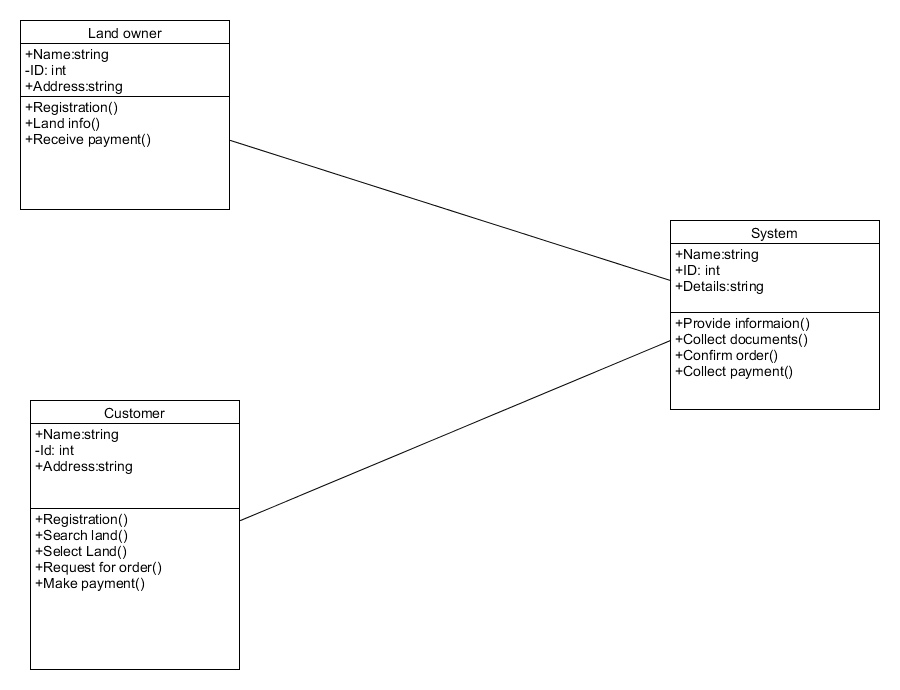 Land owner
+Name:string
-ID: int
+Address:string
+Registration()
+Land info()
+Receive payment()
System
+Name:string
+ID: int
+Details:string
+Provide informaion()
+Collect documents()
+Confirm order()
+Collect payment()
Customer
+Name:string
-Id: int
+Address:string
+Registration()
+Search land()
+Select Land()
+Request for order()
+Make payment()